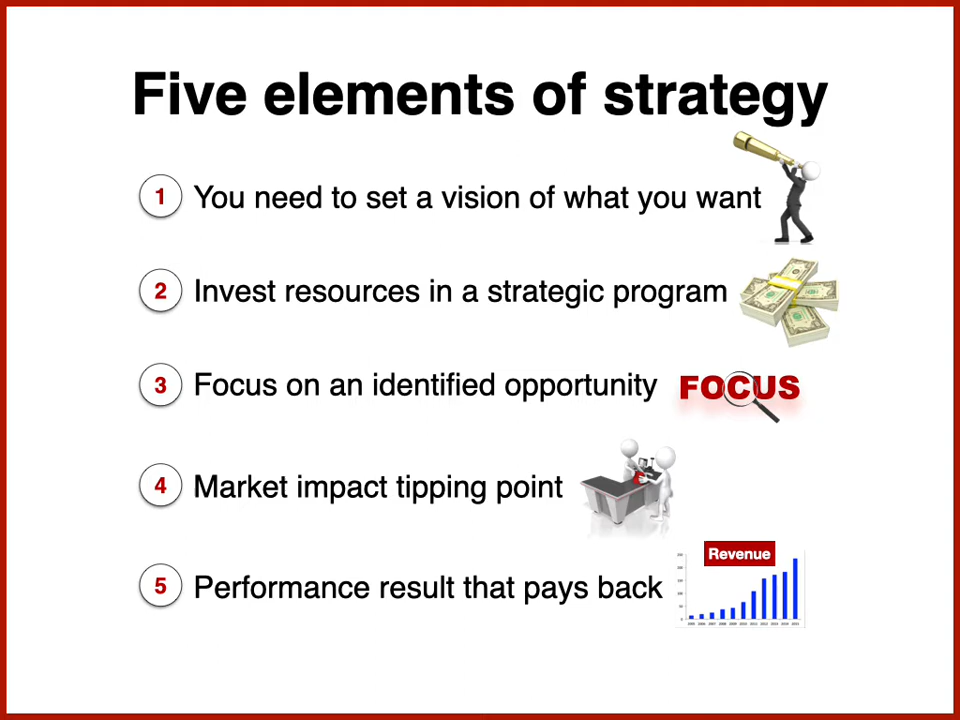 Five elements of strategy
1 You need to set a vision of what you want
2 Invest resources in a strategic program
3 Focus on an identified opportunity FOCUS
4 Market impact tipping point
Revenue
5 Performance result that pays back